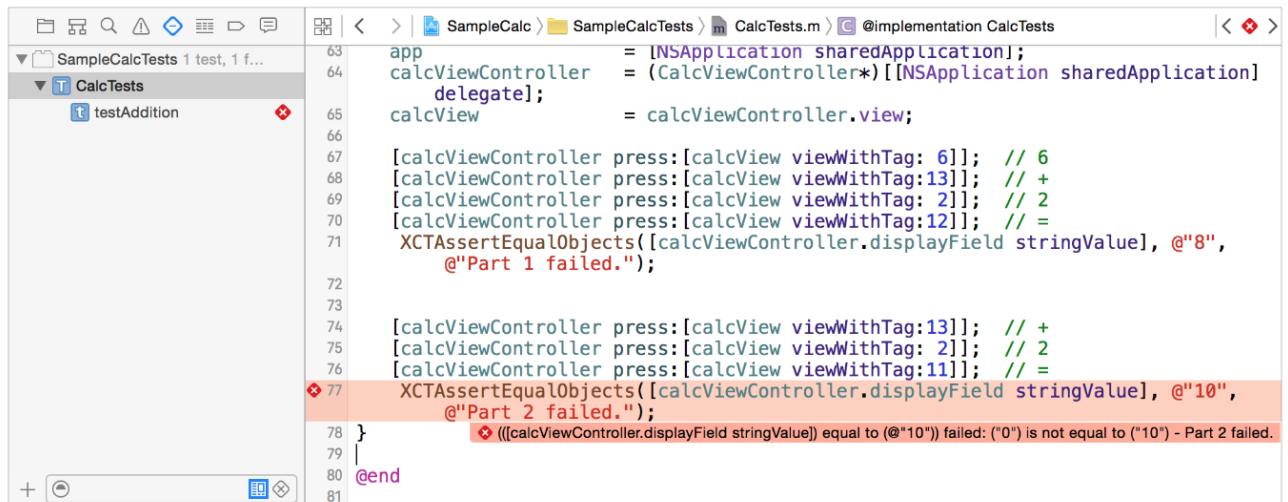 SampleCalc
SampleCalcTests
m CalcTests.m
C @implementation CalcTests
SampleCalcTests 1 test, 1 f...
T CalcTests
t testAddition
63 app = [NSApplication sharedApplication];
64 calcViewController = (CalcViewController*)[[NSApplication sharedApplication]
delegate];
65 calcView = calcViewController.view;
66
67 [calcViewController press:[calcView viewWithTag: 6]]; // 6
68 [calcViewController press:[calcView viewWithTag:13]]; // +
69 [calcViewController press:[calcView viewWithTag: 2]]; // 2
70 [calcViewController press:[calcView viewWithTag:12]]; // =
71 XCTAssertEqualObjects([calcViewController.displayField stringValue], @"8",
@"Part 1 failed.");
72
73
74 [calcViewController press:[calcView viewWithTag:13]]; // +
75 [calcViewController press:[calcView viewWithTag: 2]]; // 2
76 [calcViewController press:[calcView viewWithTag:11]]; // =
77 XCTAssertEqualObjects([calcViewController.displayField stringValue], @"10",
@"Part 2 failed.");
78 }
(([calcViewController.displayField stringValue]) equal to (@"10")) failed: ("0") is not equal to ("10") - Part 2 failed.
79
80 @end
81